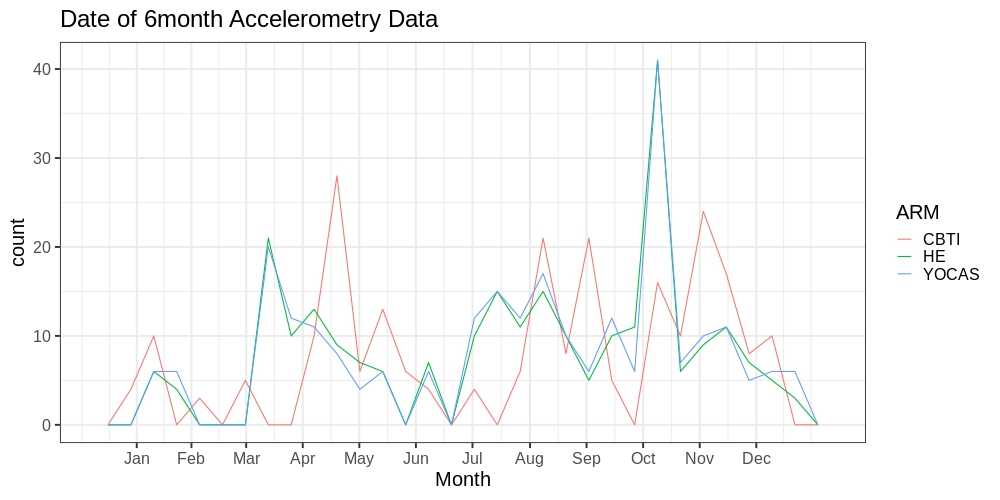 Date of 6month Accelerometry Data
count
40
30
20
10
0
Jan Feb Mar Apr May Jun Jul Aug Sep Oct Nov Dec
Month
ARM
CBTI
HE
YOCAS